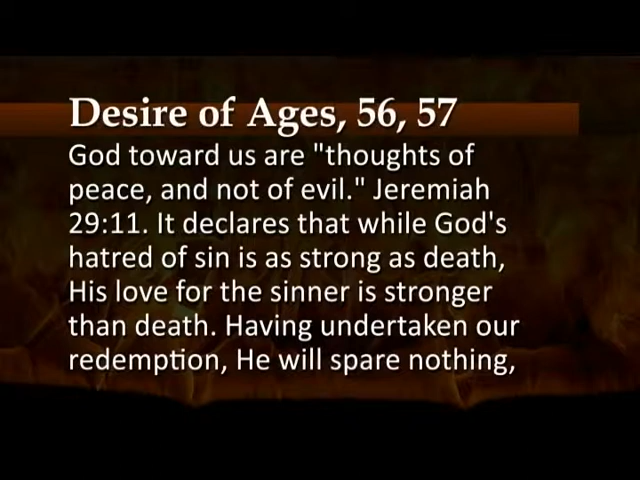 Desire of Ages, 56, 57
God toward us are "thoughts of
peace, and not of evil." Jeremiah
29:11. It declares that while God's
hatred of sin is as strong as death,
His love for the sinner is stronger
than death. Having undertaken our
redemption, He will spare nothing,